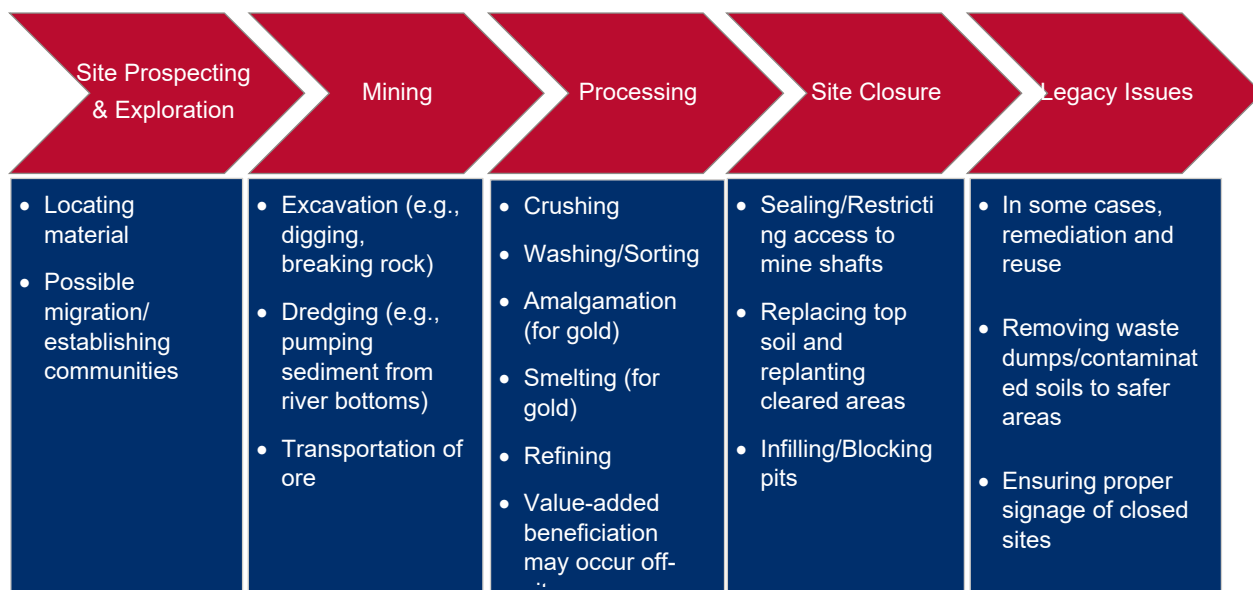 Site Prospecting
& Exploration
Mining
Processing
Site Closure
Legacy Issues
• Locating
material
• Possible
migration/
establishing
communities
• Excavation (e.g.,
digging,
breaking rock)
• Dredging (e.g.,
pumping
sediment from
river bottoms)
• Transportation of
ore
• Crushing
• Washing/Sorting
• Amalgamation
(for gold)
• Smelting (for
gold)
• Refining
• Value-added
beneficiation
may occur off-
• Sealing/Restricti
ng access to
mine shafts
• Replacing top
soil and
replanting
cleared areas
• Infilling/Blocking
pits
• In some cases,
remediation and
reuse
• Removing waste
dumps/contaminat
ed soils to safer
areas
• Ensuring proper
signage of closed
sites